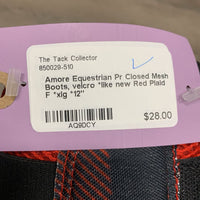 The Tack Collector
850029-510
Amore Equestrian Pr Closed Mesh
Boots, velcro *like new Red Plaid
F *xlg *12"
AQ9DCY
$28.00